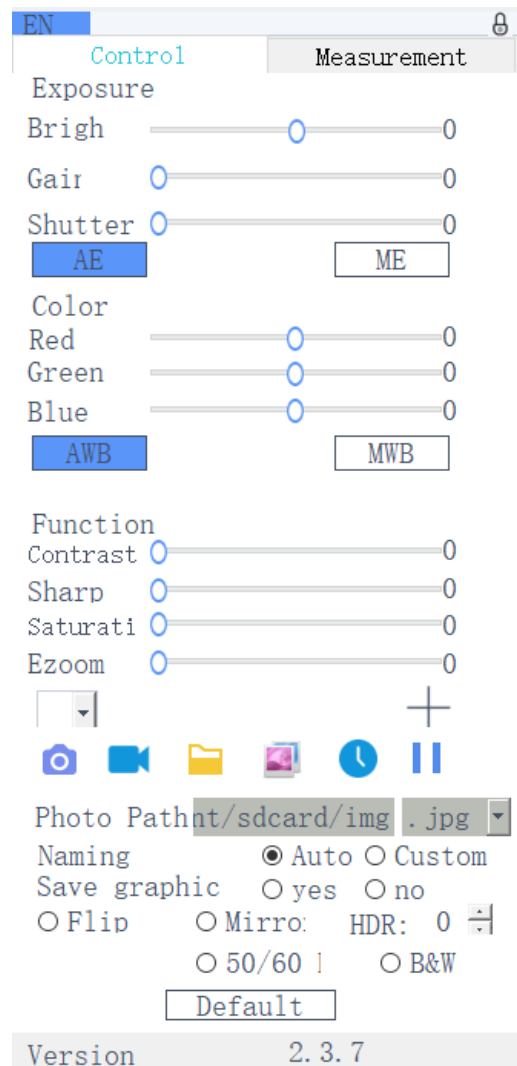 EN
Control Measurement
Exposure
Brigh 0
Gair 0
Shutter 0
AE ME
Color
Red 0
Green 0
Blue 0
AWB MWB
Function
Contrast 0
Sharp 0
Saturati 0
Ezoom 0
Photo Path nt/sdcard/img .jpg
Naming Auto Custom
Save graphic yes no
Flip Mirro HDR: 0
50/60 B&W
Default
Version 2.3.7